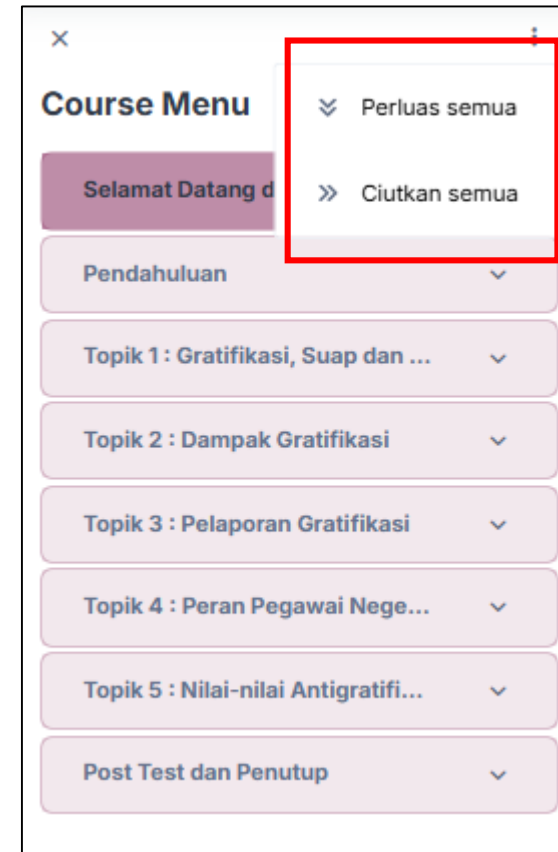 Course Menu
Perluas semua
Ciutkan semua
Selamat Datang d
Pendahuluan
Topik 1 : Gratifikasi, Suap dan ...
Topik 2 : Dampak Gratifikasi
Topik 3 : Pelaporan Gratifikasi
Topik 4 : Peran Pegawai Nege...
Topik 5 : Nilai-nilai Antigratifi...
Post Test dan Penutup